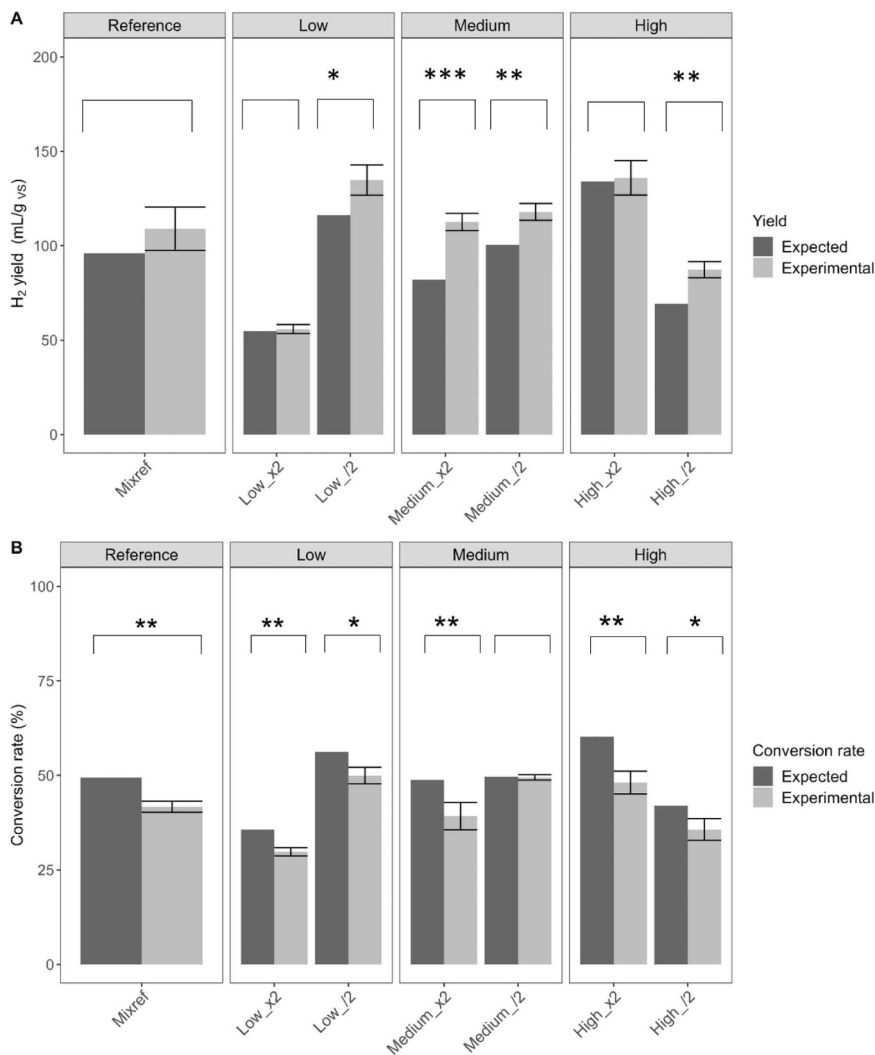 A
Reference Low Medium High
* *** ** **
200
150
100
50
0
H2 yield (mL/g VS)
Mixref Low_x2 Low_/2 Medium_x2 Medium_/2 High_x2 High_/2
Yield
Expected
Experimental
B
Reference Low Medium High
** ** * ** ** *
100
75
50
25
0
Conversion rate (%)
Mixref Low_x2 Low_/2 Medium_x2 Medium_/2 High_x2 High_/2
Conversion rate
Expected
Experimental